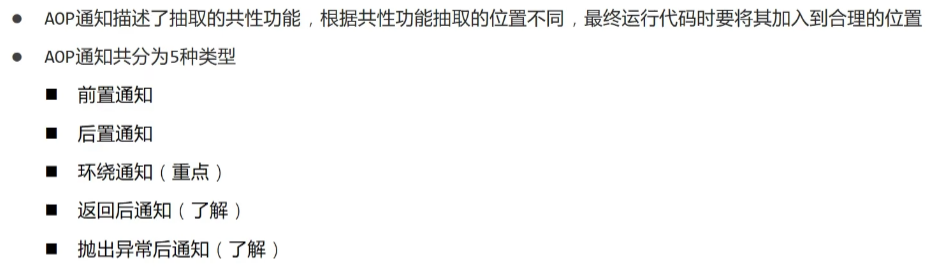 ● AOP通知描述了抽取的共性功能，根据共性功能抽取的位置不同，最终运行代码时要将其加入到合理的位置
● AOP通知共分为5种类型
■ 前置通知
■ 后置通知
■ 环绕通知（重点）
■ 返回后通知（了解）
■ 抛出异常后通知（了解）